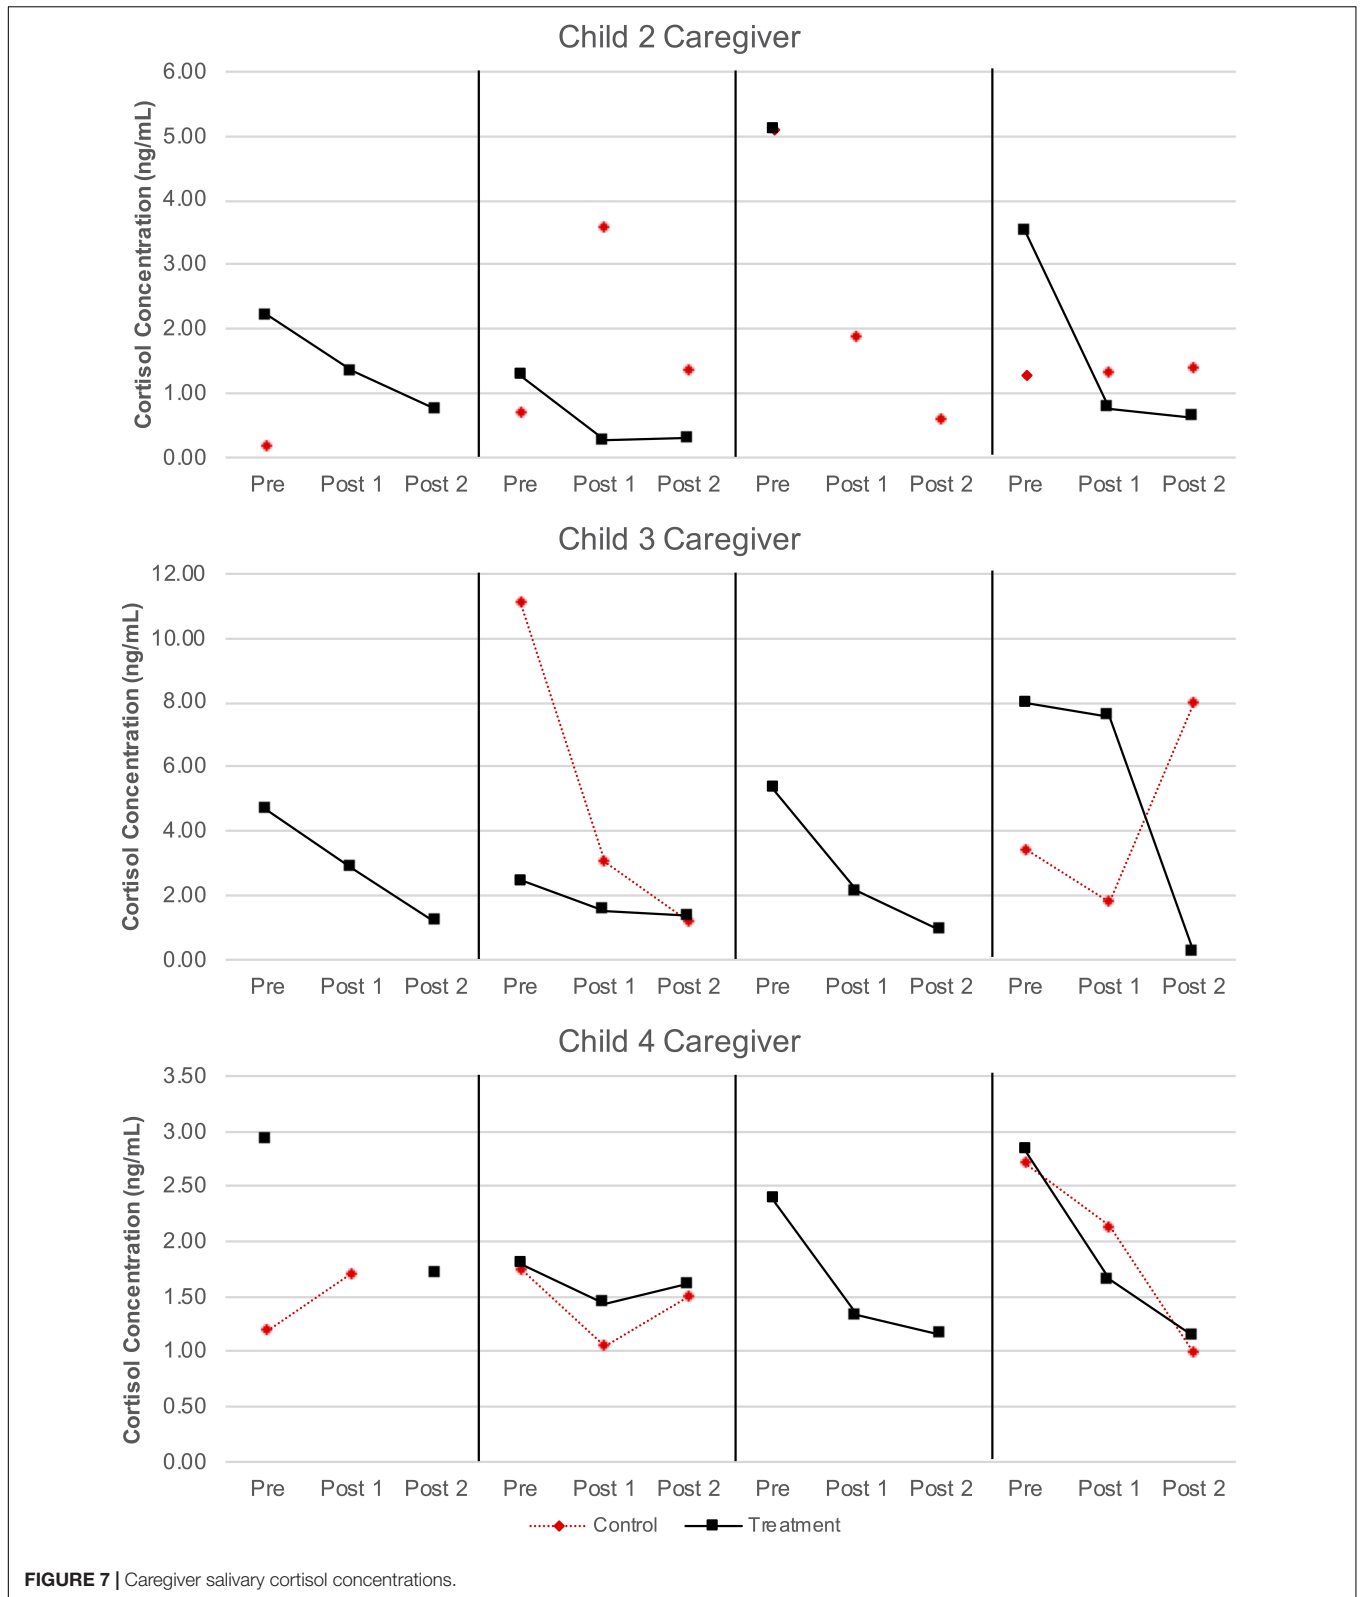 Child 2 Caregiver
Cortisol Concentration (ng/mL)
6.00
5.00
4.00
3.00
2.00
1.00
0.00
Pre Post 1 Post 2 Pre Post 1 Post 2 Pre Post 1 Post 2 Pre Post 1 Post 2
Child 3 Caregiver
Cortisol Concentration (ng/mL)
12.00
10.00
8.00
6.00
4.00
2.00
0.00
Pre Post 1 Post 2 Pre Post 1 Post 2 Pre Post 1 Post 2 Pre Post 1 Post 2
Child 4 Caregiver
Cortisol Concentration (ng/mL)
3.50
3.00
2.50
2.00
1.50
1.00
0.50
0.00
Pre Post 1 Post 2 Pre Post 1 Post 2 Pre Post 1 Post 2 Pre Post 1 Post 2
Control Treatment
FIGURE 7 | Caregiver salivary cortisol concentrations.